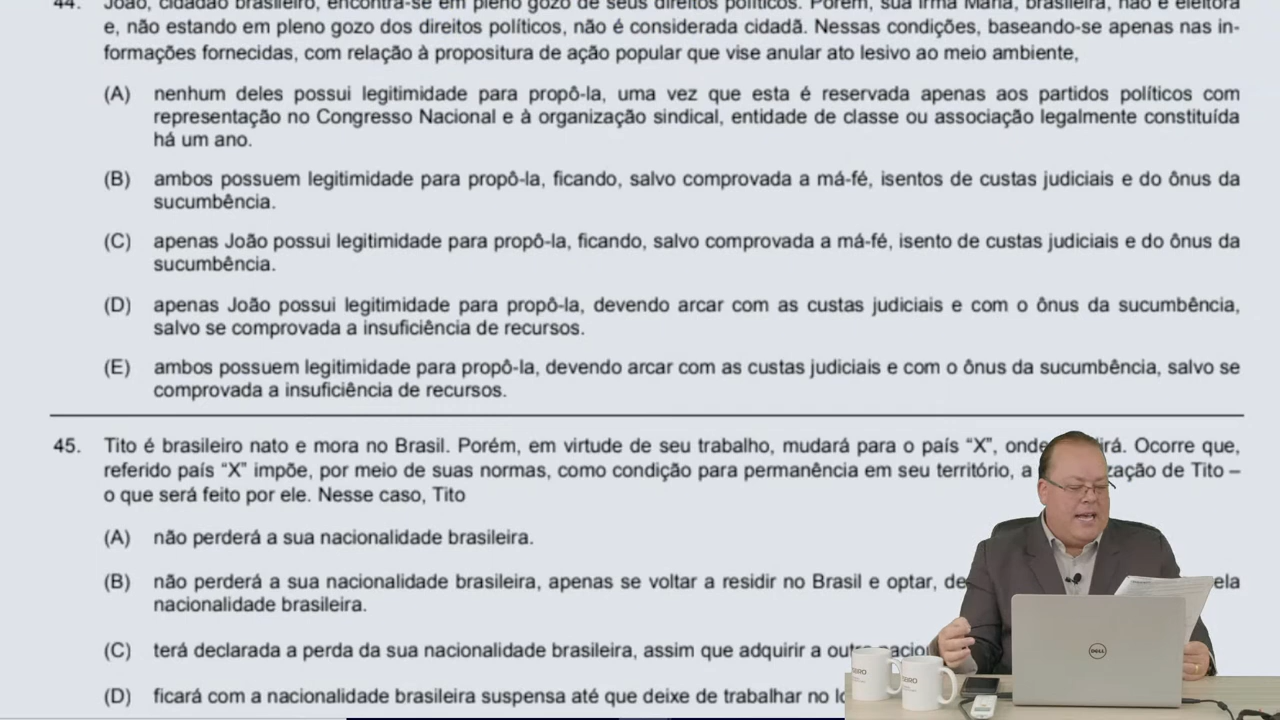 44. João, cidadão brasileiro, encontra-se em pleno gozo de seus direitos políticos. Porém, sua irmã Maria, brasileira, não é eleitora
e, não estando em pleno gozo dos direitos políticos, não é considerada cidadã. Nessas condições, baseando-se apenas nas in-
formações fornecidas, com relação à propositura de ação popular que vise anular ato lesivo ao meio ambiente,
(A) nenhum deles possui legitimidade para propô-la, uma vez que esta é reservada apenas aos partidos políticos com
representação no Congresso Nacional e à organização sindical, entidade de classe ou associação legalmente constituída
há um ano.
(B) ambos possuem legitimidade para propô-la, ficando, salvo comprovada a má-fé, isentos de custas judiciais e do ônus da
sucumbência.
(C) apenas João possui legitimidade para propô-la, ficando, salvo comprovada a má-fé, isento de custas judiciais e do ônus da
sucumbência.
(D) apenas João possui legitimidade para propô-la, devendo arcar com as custas judiciais e com o ônus da sucumbência,
salvo se comprovada a insuficiência de recursos.
(E) ambos possuem legitimidade para propô-la, devendo arcar com as custas judiciais e com o ônus da sucumbência, salvo se
comprovada a insuficiência de recursos.
45. Tito é brasileiro nato e mora no Brasil. Porém, em virtude de seu trabalho, mudará para o país “X”, onde irá. Ocorre que,
referido país “X” impõe, por meio de suas normas, como condição para permanência em seu território, a zação de Tito –
o que será feito por ele. Nesse caso, Tito
(A) não perderá a sua nacionalidade brasileira.
(B) não perderá a sua nacionalidade brasileira, apenas se voltar a residir no Brasil e optar, de ela
nacionalidade brasileira.
(C) terá declarada a perda da sua nacionalidade brasileira, assim que adquirir a outra nacio
(D) ficará com a nacionalidade brasileira suspensa até que deixe de trabalhar no lo
DELL